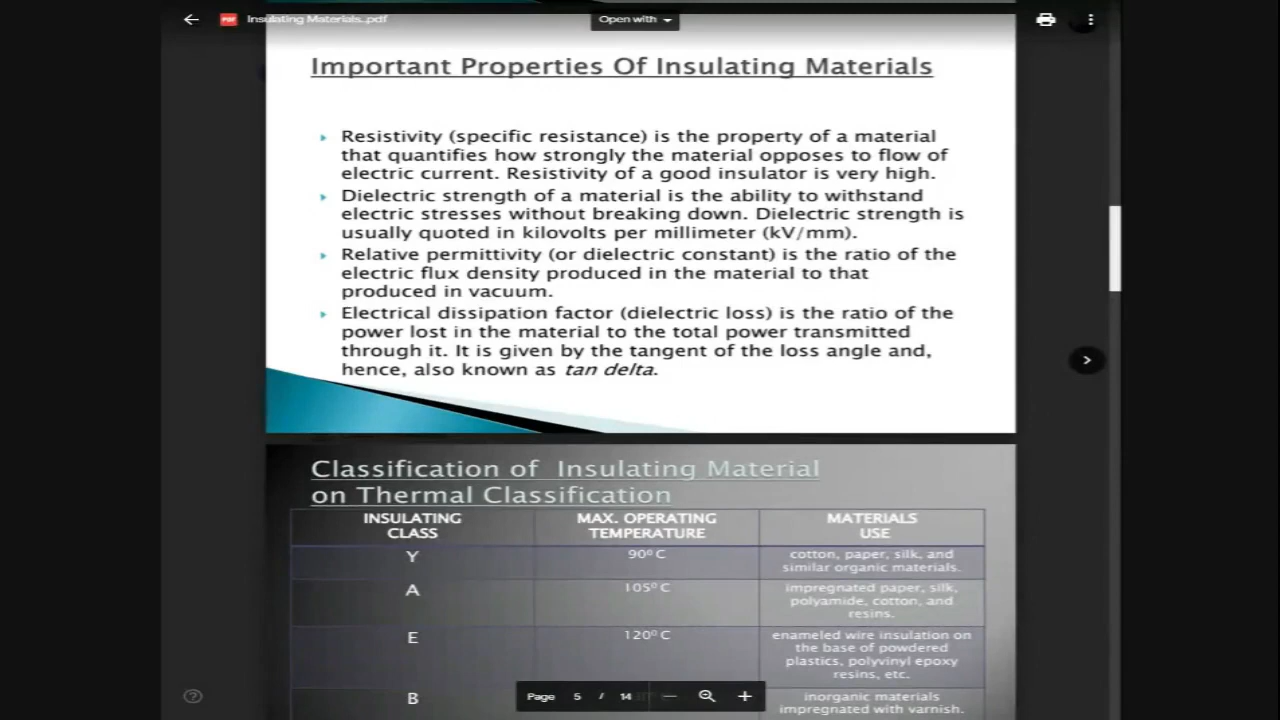 Insulating Materials..pdf
Open with
Important Properties Of Insulating Materials
Resistivity (specific resistance) is the property of a material
that quantifies how strongly the material opposes to flow of
electric current. Resistivity of a good insulator is very high.
Dielectric strength of a material is the ability to withstand
electric stresses without breaking down. Dielectric strength is
usually quoted in kilovolts per millimeter (kV/mm).
Relative permittivity (or dielectric constant) is the ratio of the
electric flux density produced in the material to that
produced in vacuum.
Electrical dissipation factor (dielectric loss) is the ratio of the
power lost in the material to the total power transmitted
through it. It is given by the tangent of the loss angle and,
hence, also known as tan delta.
Classification of Insulating Material
on Thermal Classification
INSULATING CLASS
MAX. OPERATING TEMPERATURE
MATERIALS USE
Y
90⁰ C
cotton, paper, silk, and
similar organic materials.
A
105⁰ C
impregnated paper, silk,
polyamide, cotton, and
resins.
E
120⁰ C
enameled wire insulation on
the base of powdered
plastics, polyvinyl epoxy
resins, etc.
B
inorganic materials
impregnated with varnish.
Page 5 / 14